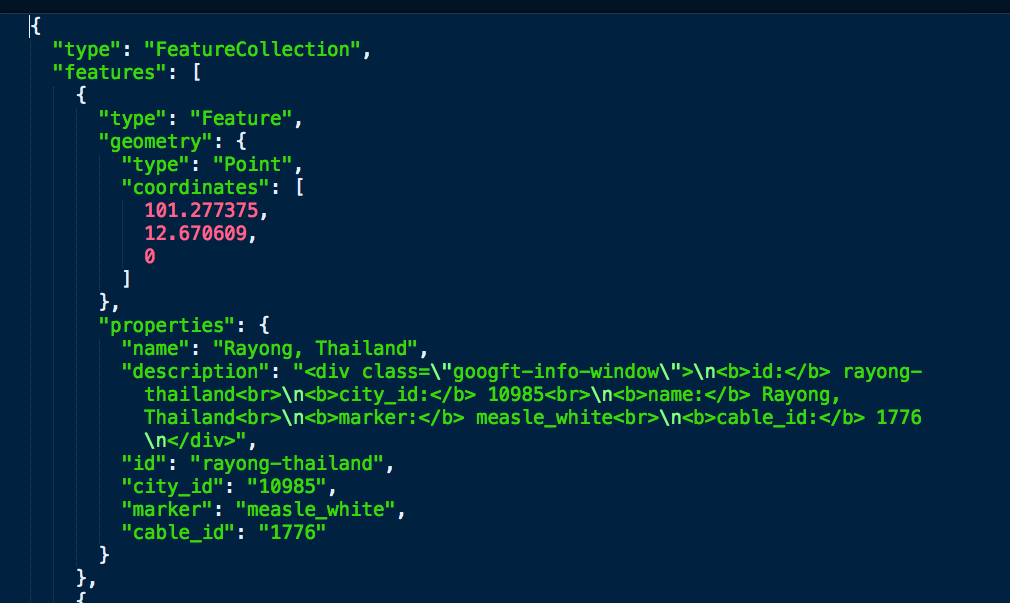 {
"type": "FeatureCollection",
"features": [
{
"type": "Feature",
"geometry": {
"type": "Point",
"coordinates": [
101.277375,
12.670609,
0
]
},
"properties": {
"name": "Rayong, Thailand",
"description": "<div class=\"googft-info-window\">\n<b>id:</b> rayong-
thailand<br>\n<b>city_id:</b> 10985<br>\n<b>name:</b> Rayong,
Thailand<br>\n<b>marker:</b> measle_white<br>\n<b>cable_id:</b> 1776
\n</div>",
"id": "rayong-thailand",
"city_id": "10985",
"marker": "measle_white",
"cable_id": "1776"
}
},
{